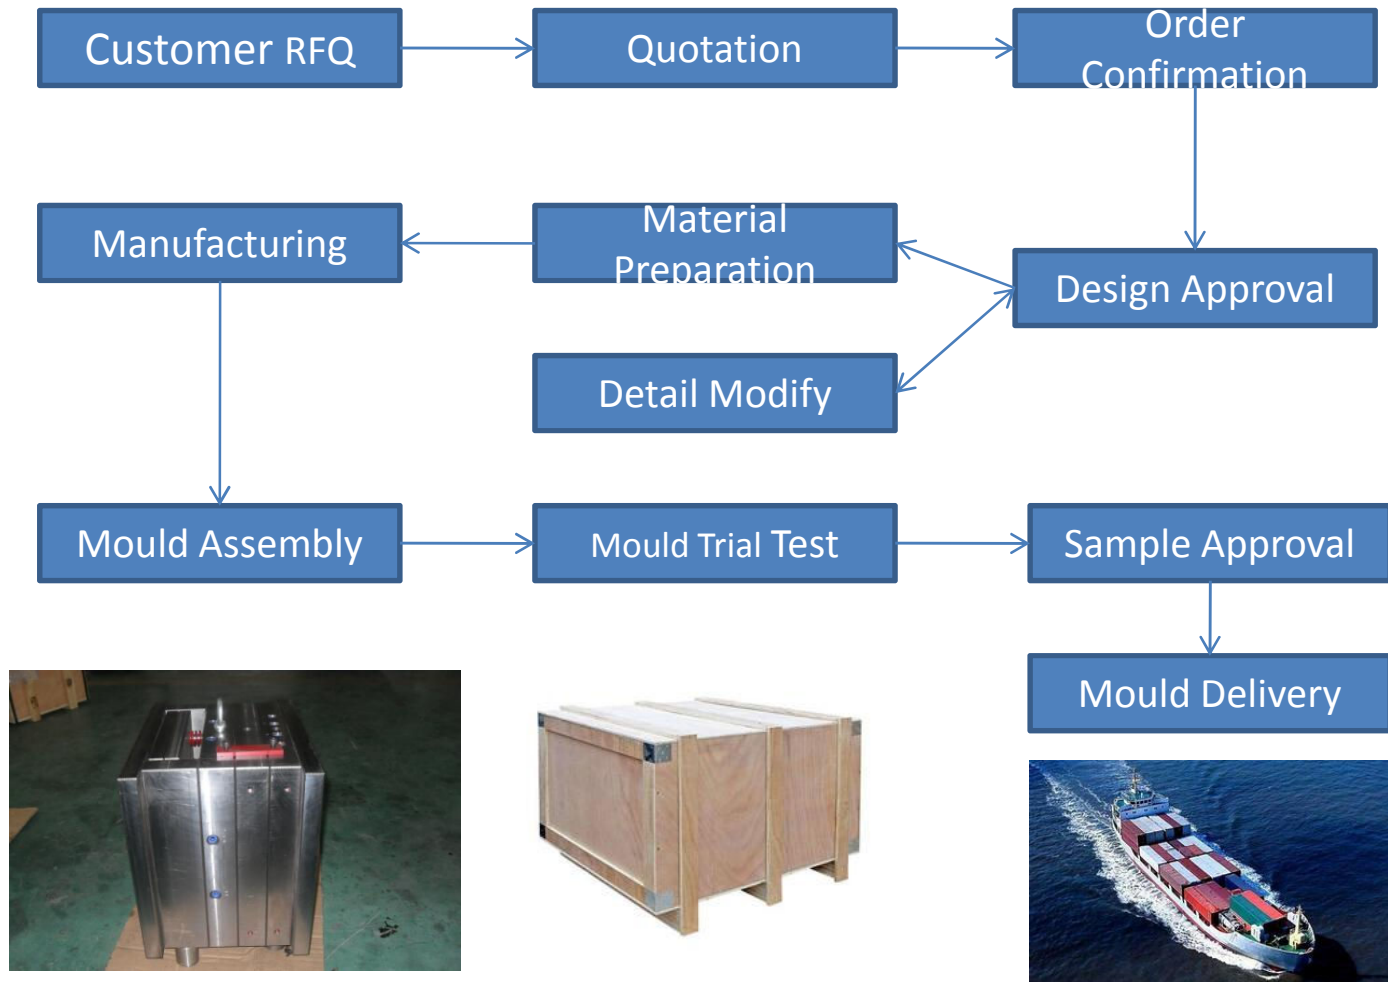 Customer RFQ
Quotation
Order
Confirmation
Manufacturing
Material
Preparation
Design Approval
Detail Modify
Mould Assembly
Mould Trial Test
Sample Approval
Mould Delivery